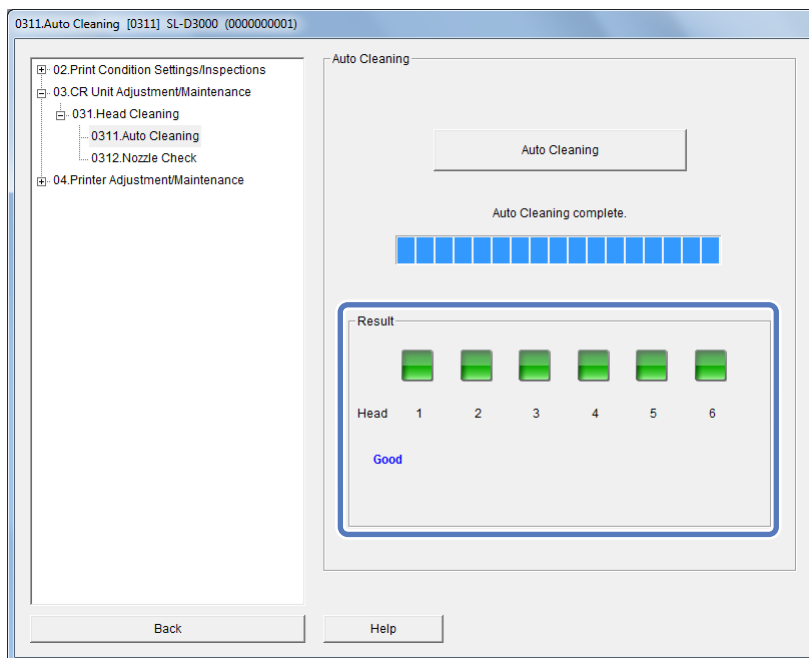 0311.Auto Cleaning [0311] SL-D3000 (0000000001)
02.Print Condition Settings/Inspections
03.CR Unit Adjustment/Maintenance
031.Head Cleaning
0311.Auto Cleaning
0312.Nozzle Check
04.Printer Adjustment/Maintenance
Auto Cleaning
Auto Cleaning
Auto Cleaning complete.
Result
Head 1 2 3 4 5 6
Good
Back Help